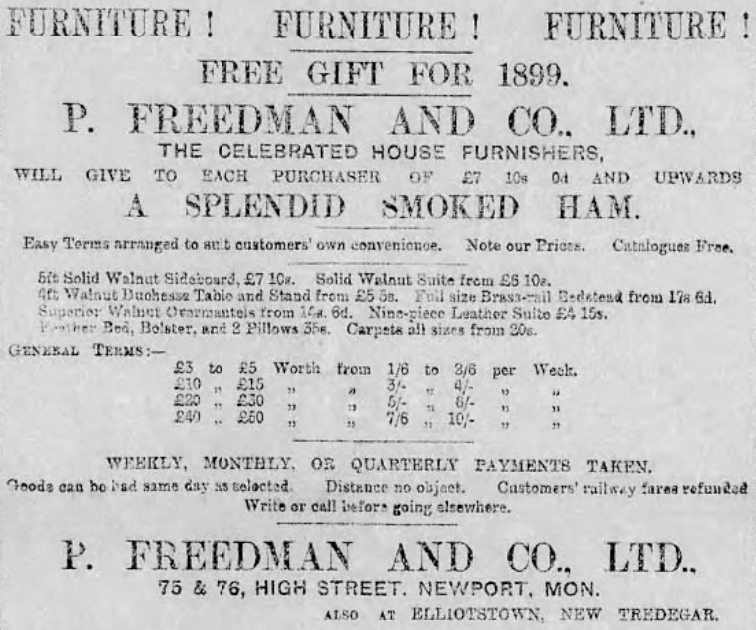 FURNITURE! FURNITURE! FURNITURE!
FREE GIFT FOR 1899.
P. FREEDMAN AND CO., LTD.,
THE CELEBRATED HOUSE FURNISHERS,
WILL GIVE TO EACH PURCHASER OF £7 10s 0d AND UPWARDS
A SPLENDID SMOKED HAM.
Easy Terms arranged to suit customers' own convenience. Note our Prices. Catalogues Free.
5ft Solid Walnut Sideboard, £7 10s. Solid Walnut Suite from £6 10s.
4ft Walnut Duchesse Table and Stand from £5 5s. Full size Brass-rail Bedstead from 17s 6d.
Superior Walnut Overmantels from 6d. Nine-piece Leather Suite £4 15s.
Feather Bed, Bolster, and 2 Pillows 35s. Carpets all sizes from 20s.
GENERAL TERMS:—
£3 to £5 Worth from 1/6 to 2/6 per Week.
£10 „ £15 „ „ 3/- „ 4/- „ „
£20 „ £30 „ „ 5/- „ 6/- „ „
£40 „ £50 „ „ 7/6 „ 10/- „ „
WEEKLY, MONTHLY, OR QUARTERLY PAYMENTS TAKEN.
Goods can be had same day as selected. Distance no object. Customers' railway fares refunded
Write or call before going elsewhere.
P. FREEDMAN AND CO., LTD.,
75 & 76, HIGH STREET, NEWPORT, MON.
ALSO AT ELLIOTSTOWN, NEW TREDEGAR.